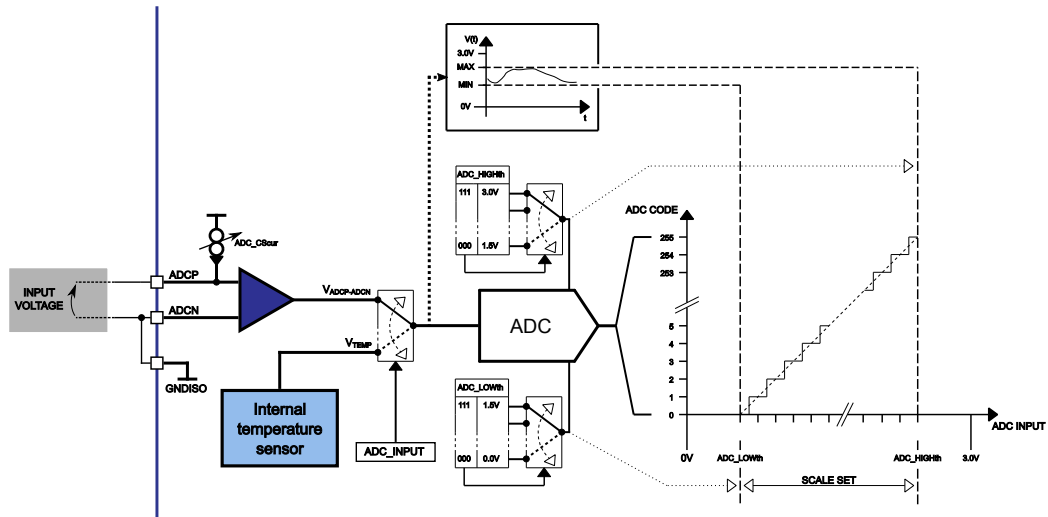 V(t)
3.0V
MAX
MIN
0V
t
ADC_HIGHth
111 3.0V
000 1.5V
ADC_CScur
ADCP
ADCN
INPUT
VOLTAGE
GNDISO
VADCP-ADCN
VTEMP
Internal
temperature
sensor
ADC_INPUT
ADC
ADC_LOWth
111 1.5V
000 0.0V
ADC CODE
255
254
253
5
4
3
2
1
0
0V
ADC_LOWth
ADC_HIGHth
3.0V
ADC INPUT
SCALE SET